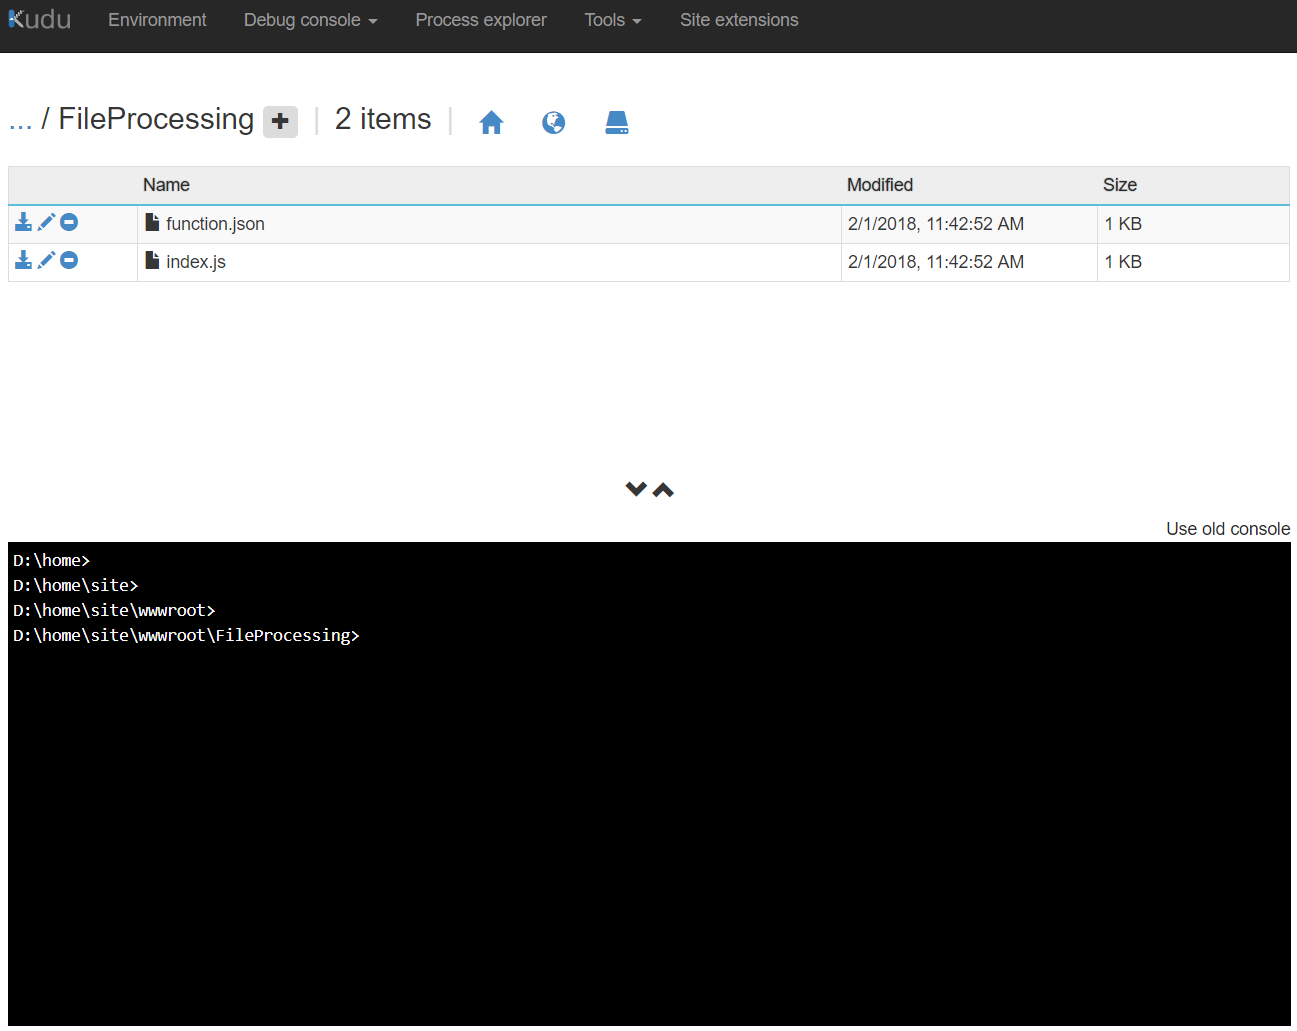 Kudu Environment Debug console Process explorer Tools Site extensions
... / FileProcessing | 2 items |
Name Modified Size
function.json 2/1/2018, 11:42:52 AM 1 KB
index.js 2/1/2018, 11:42:52 AM 1 KB
Use old console
D:\home>
D:\home\site>
D:\home\site\wwwroot>
D:\home\site\wwwroot\FileProcessing>